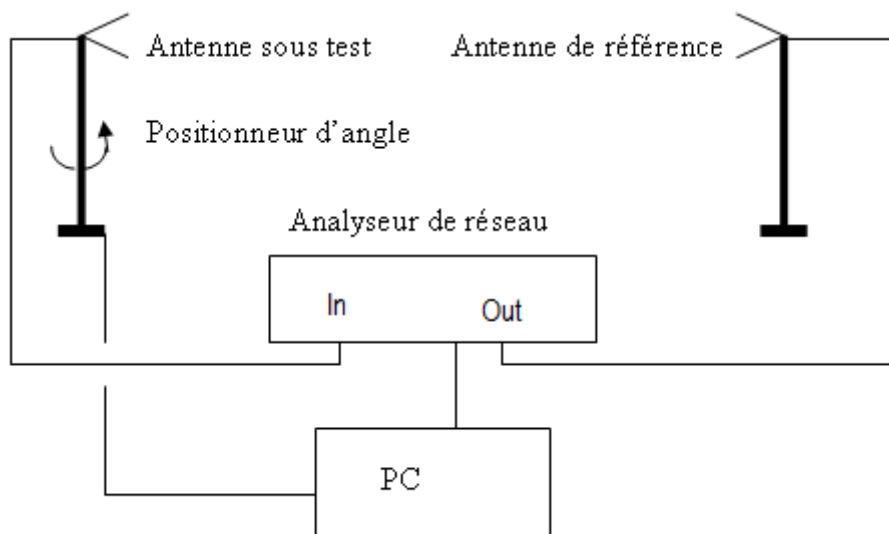 Antenne sous test
Antenne de référence
Positionneur d'angle
Analyseur de réseau
In
Out
PC